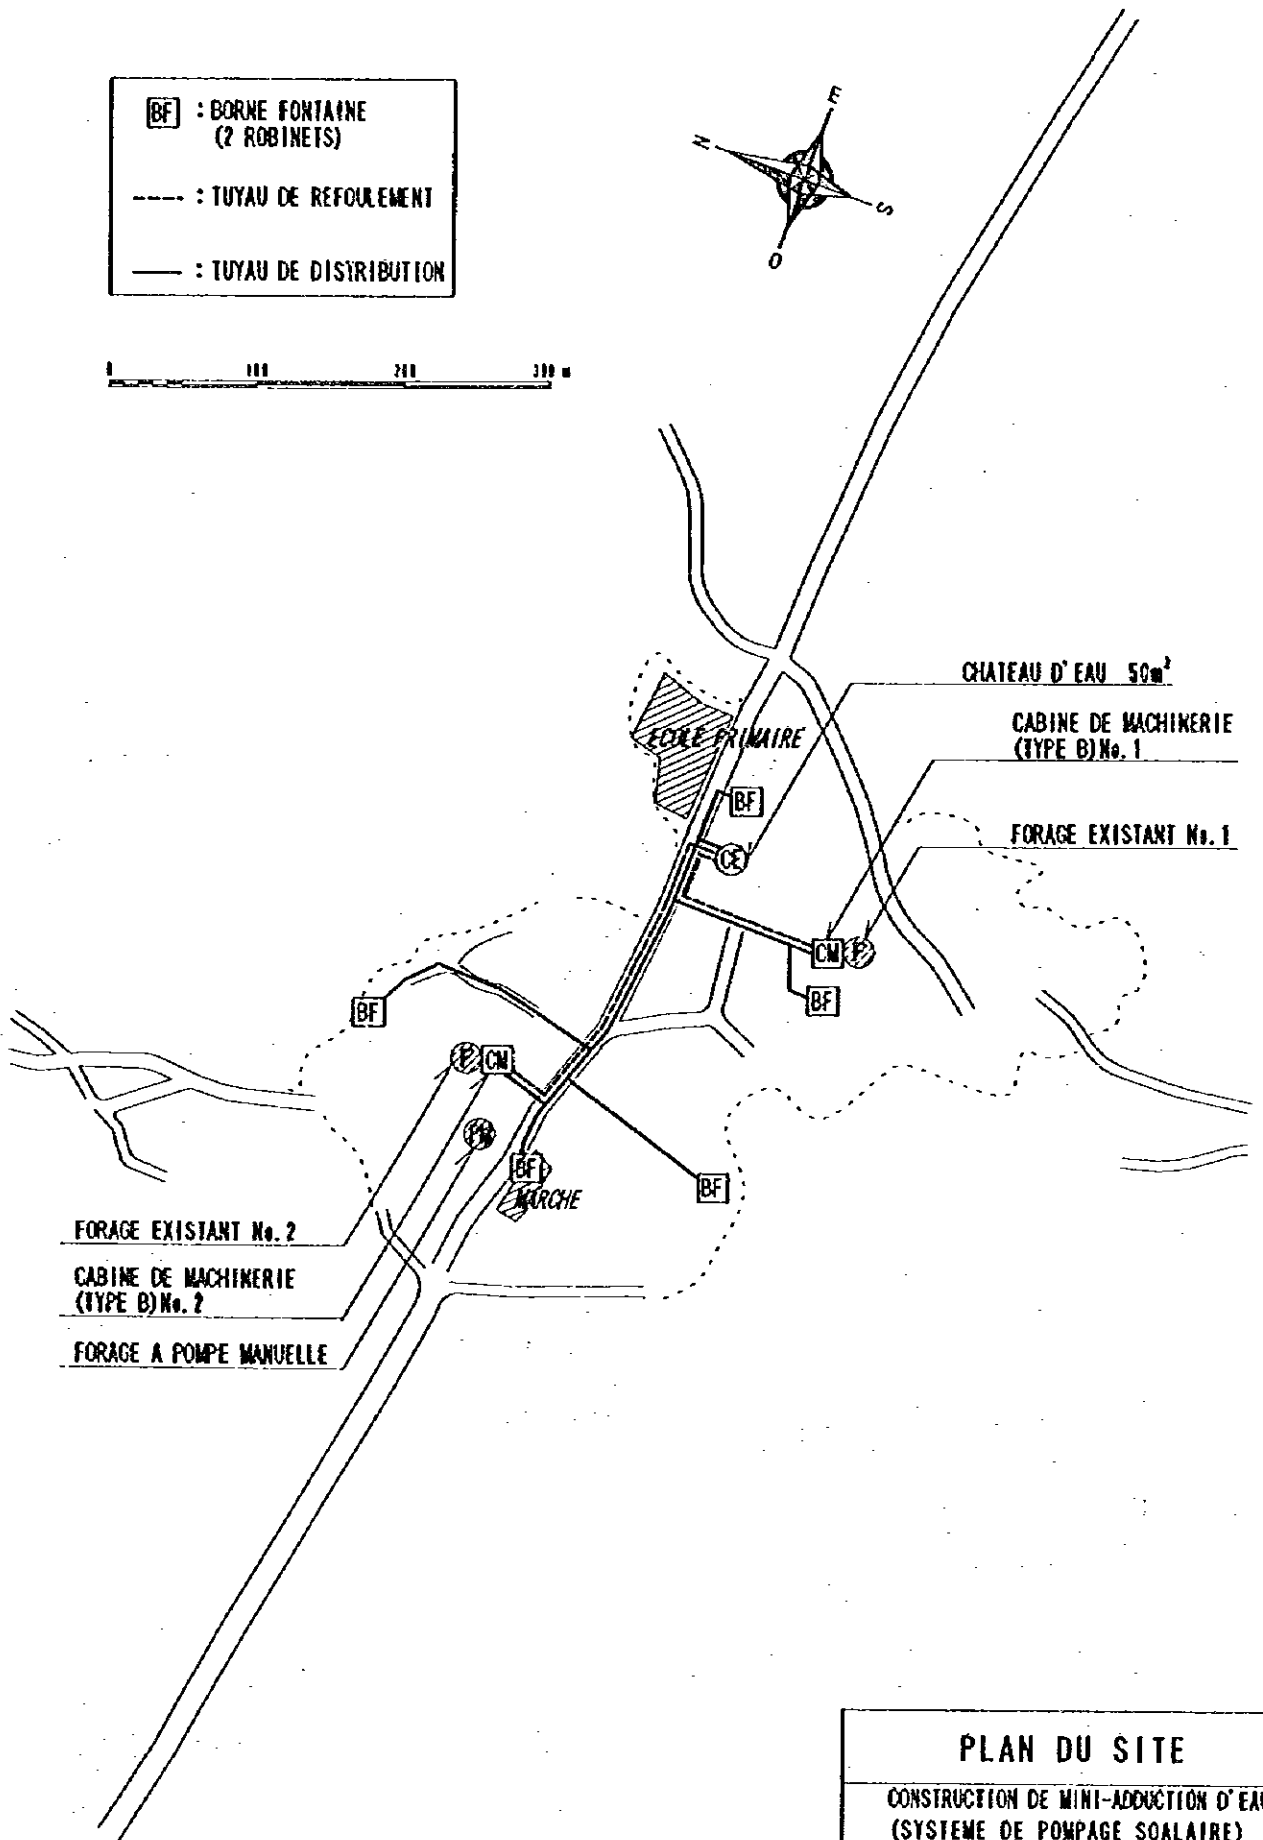 BF : BORNE FONTAINE
(2 ROBINETS)
: TUYAU DE REFOULEMENT
: TUYAU DE DISTRIBUTION
E
N
S
O
0 100 200 300 m
CHATEAU D'EAU 50m³
CABINE DE MACHINERIE
(TYPE B)No.1
ECOLE PRIMAIRE
BF
FORAGE EXISTANT No.1
CE
CM F
BF
BF
F CM
PM
BF
BF
MARCHE
FORAGE EXISTANT No.2
CABINE DE MACHINERIE
(TYPE B)No.2
FORAGE A POMPE MANUELLE
PLAN DU SITE
CONSTRUCTION DE MINI-ADDUCTION D'EAU
(SYSTEME DE POMPAGE SOALAIRE)